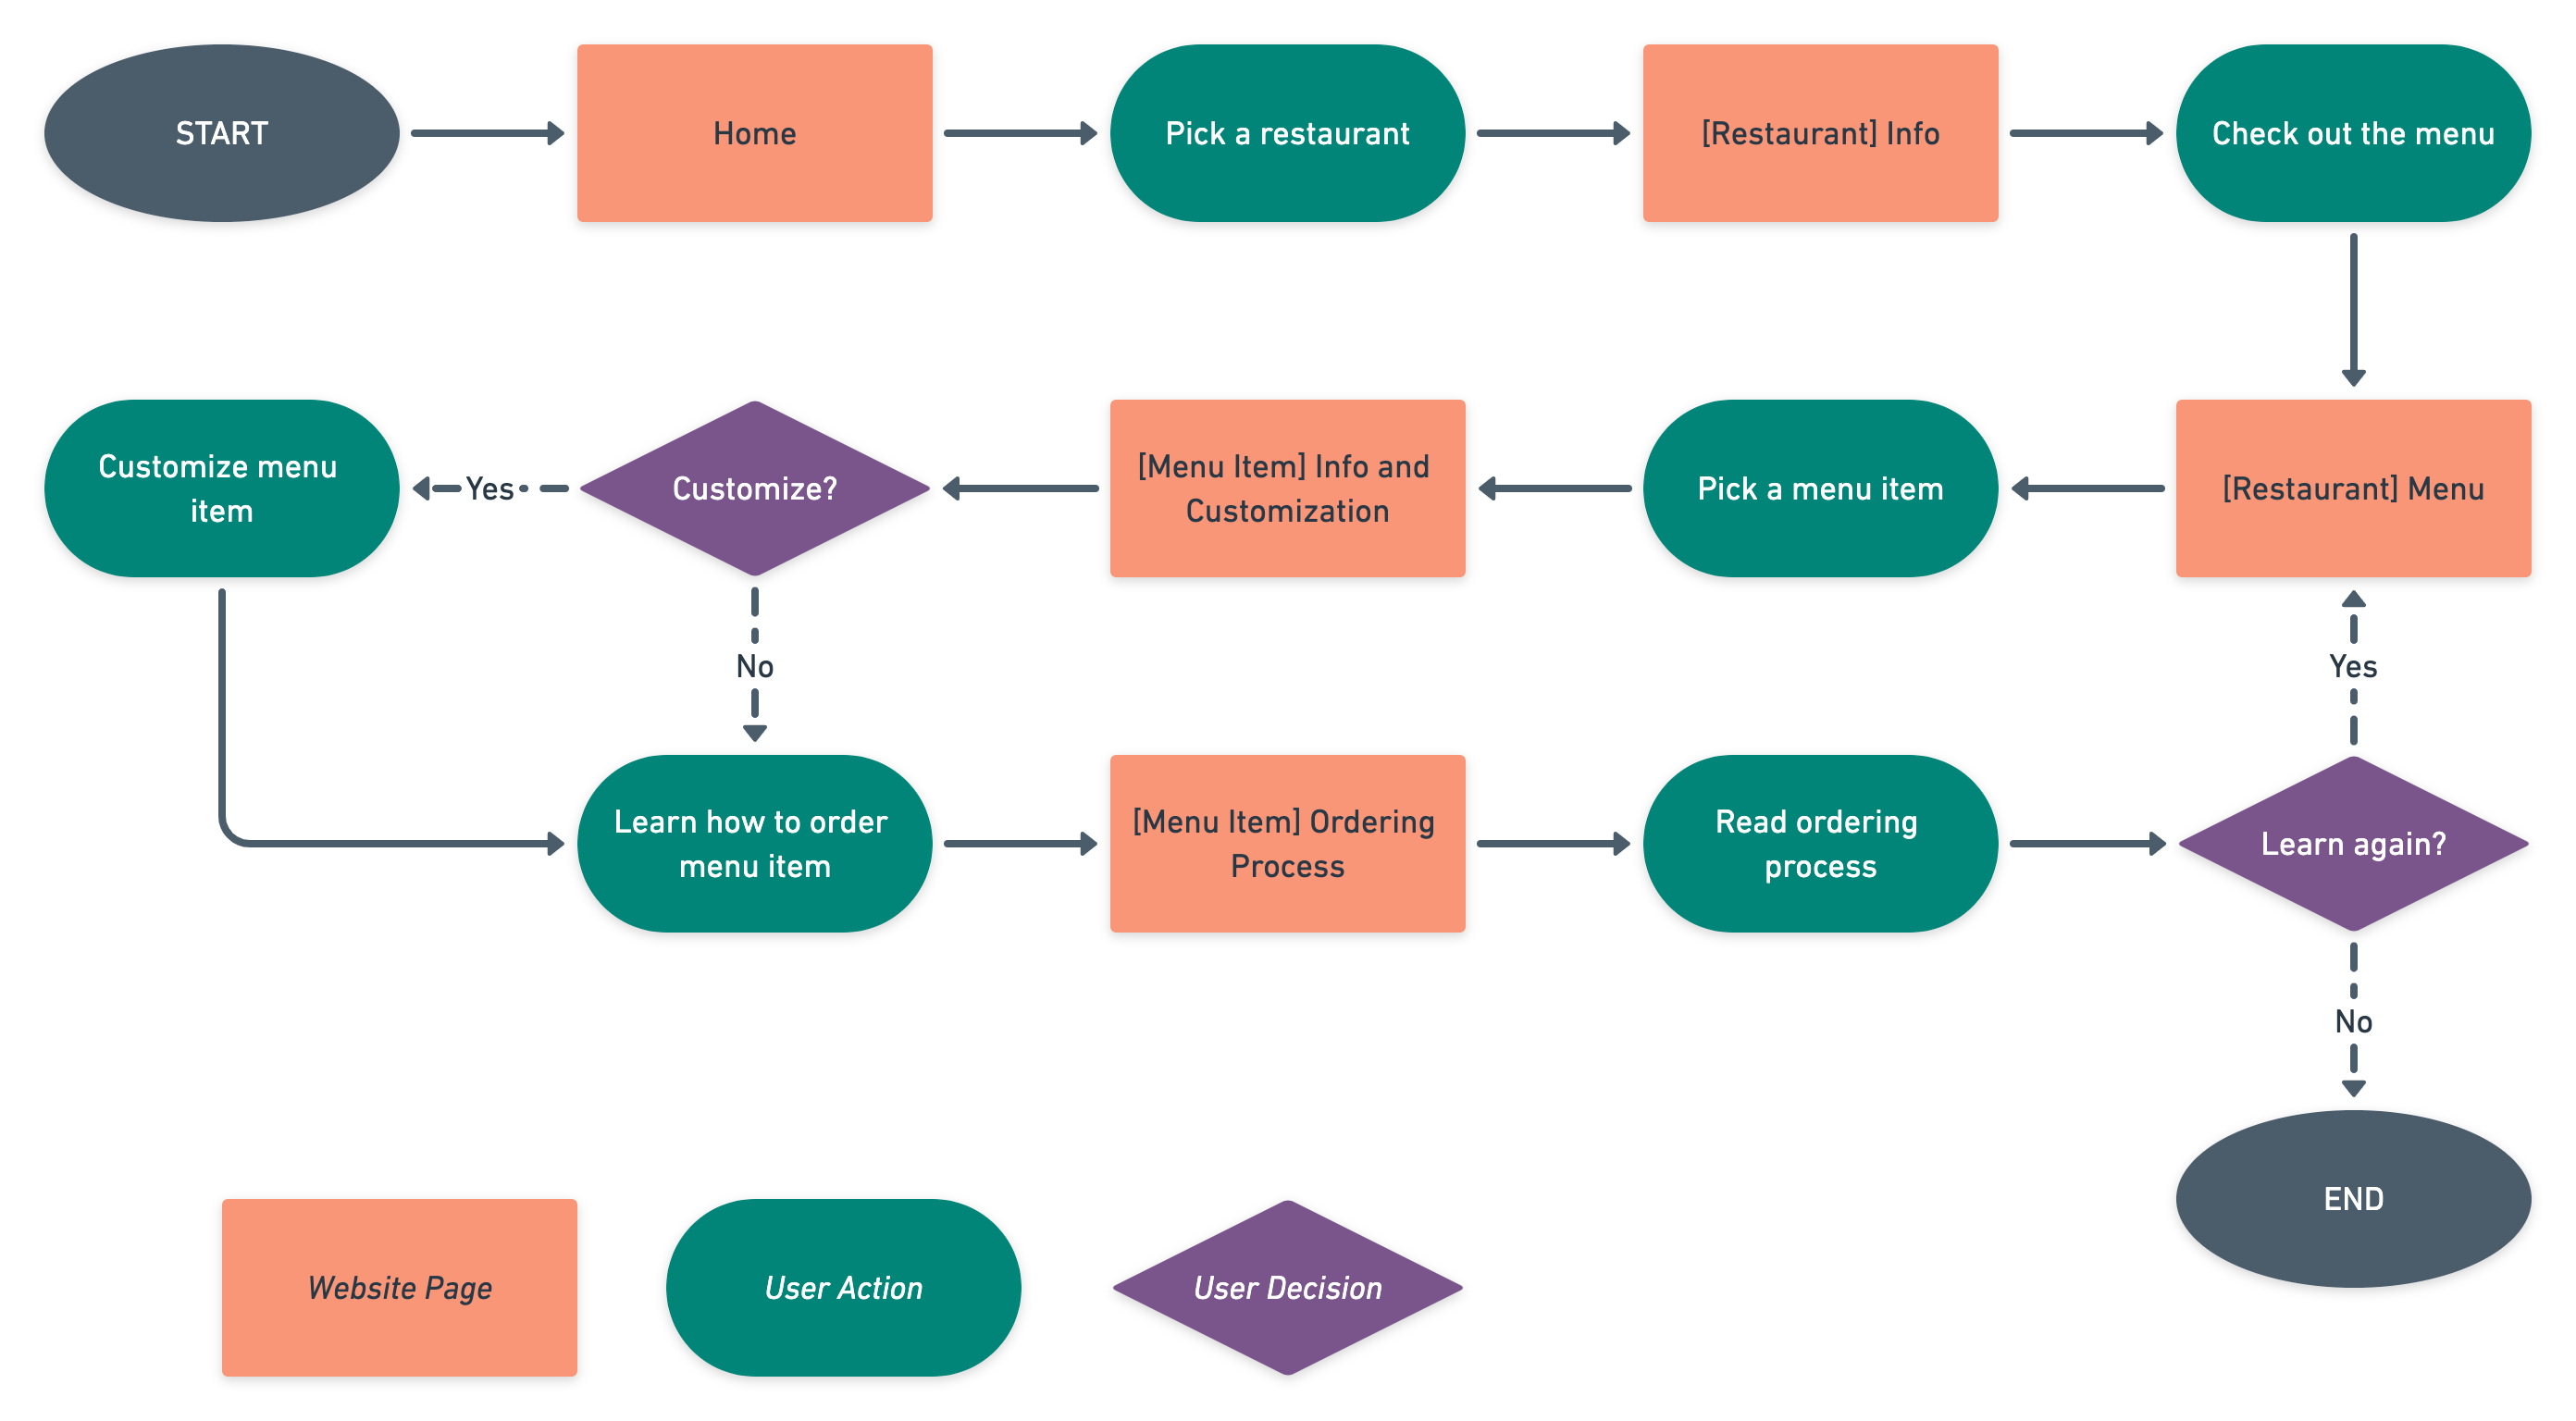 START
Home
Pick a restaurant
[Restaurant] Info
Check out the menu
Customize menu
item
Yes
Customize?
[Menu Item] Info and
Customization
Pick a menu item
[Restaurant] Menu
No
Yes
Learn how to order
menu item
[Menu Item] Ordering
Process
Read ordering
process
Learn again?
No
END
Website Page
User Action
User Decision